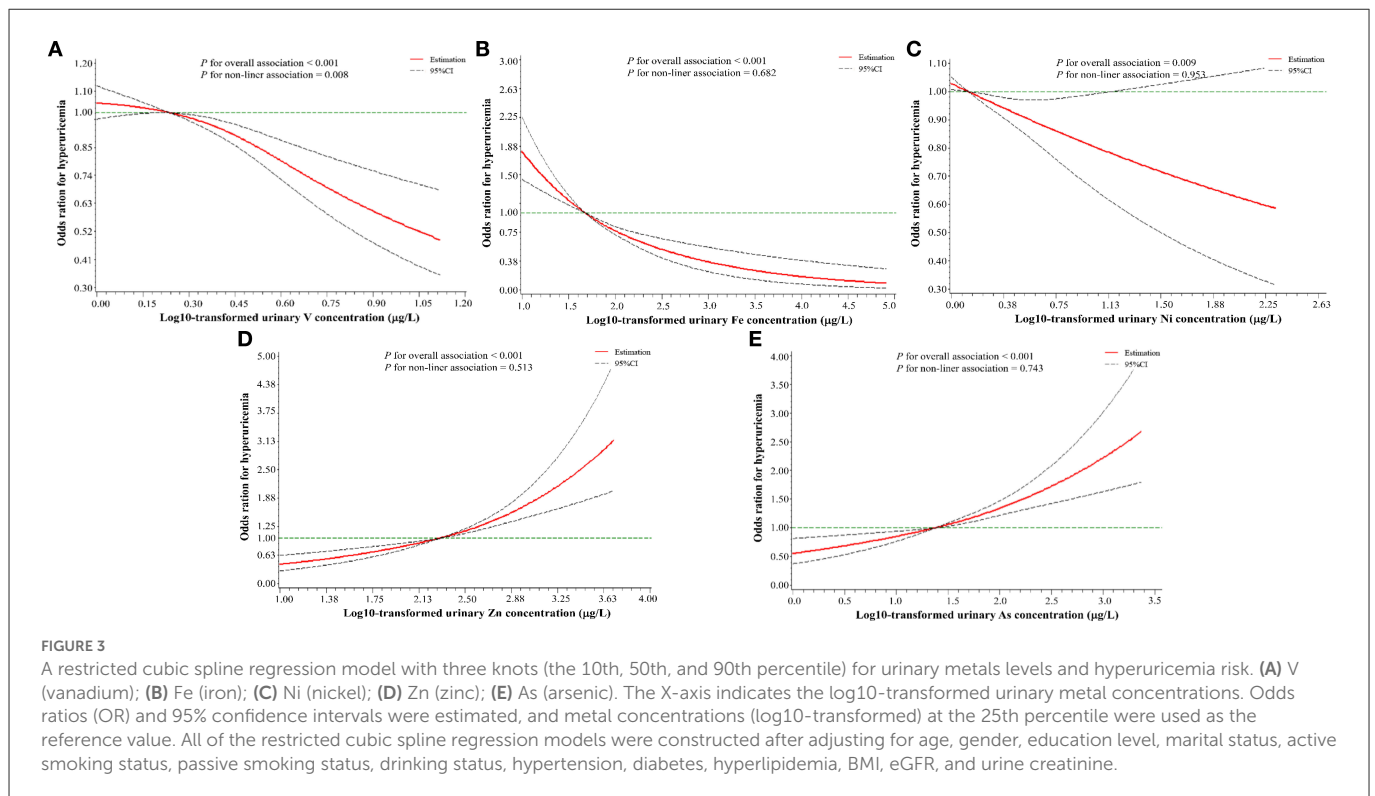 A
P for overall association < 0.001
P for non-liner association = 0.008
Estimation
95%CI
Odds ration for hyperuricemia
1.20
1.10
1.00
0.85
0.74
0.63
0.52
0.41
0.30
0.00 0.15 0.30 0.45 0.60 0.75 0.90 1.05 1.20
Log10-transformed urinary V concentration (µg/L)
B
P for overall association < 0.001
P for non-liner association = 0.682
Estimation
95%CI
Odds ration for hyperuricemia
3.00
2.63
2.25
1.88
1.50
1.00
0.75
0.38
0.00
1.0 1.5 2.0 2.5 3.0 3.5 4.0 4.5 5.0
Log10-transformed urinary Fe concentration (µg/L)
C
P for overall association = 0.009
P for non-liner association = 0.953
Estimation
95%CI
Odds ration for hyperuricemia
1.10
1.00
0.90
0.80
0.70
0.60
0.50
0.40
0.30
0.00 0.38 0.75 1.13 1.50 1.88 2.25 2.63
Log10-transformed urinary Ni concentration (µg/L)
D
P for overall association < 0.001
P for non-liner association = 0.513
Estimation
95%CI
Odds ration for hyperuricemia
5.00
4.38
3.75
3.13
2.50
1.88
1.25
1.00
0.63
0.00
1.00 1.38 1.75 2.13 2.50 2.88 3.25 3.63 4.00
Log10-transformed urinary Zn concentration (µg/L)
E
P for overall association < 0.001
P for non-liner association = 0.743
Estimation
95%CI
Odds ration for hyperuricemia
4.00
3.50
3.00
2.50
2.00
1.50
1.00
0.50
0.00
0.0 0.5 1.0 1.5 2.0 2.5 3.0 3.5
Log10-transformed urinary As concentration (µg/L)
FIGURE 3
A restricted cubic spline regression model with three knots (the 10th, 50th, and 90th percentile) for urinary metals levels and hyperuricemia risk. (A) V
(vanadium); (B) Fe (iron); (C) Ni (nickel); (D) Zn (zinc); (E) As (arsenic). The X-axis indicates the log10-transformed urinary metal concentrations. Odds
ratios (OR) and 95% confidence intervals were estimated, and metal concentrations (log10-transformed) at the 25th percentile were used as the
reference value. All of the restricted cubic spline regression models were constructed after adjusting for age, gender, education level, marital status, active
smoking status, passive smoking status, drinking status, hypertension, diabetes, hyperlipidemia, BMI, eGFR, and urine creatinine.